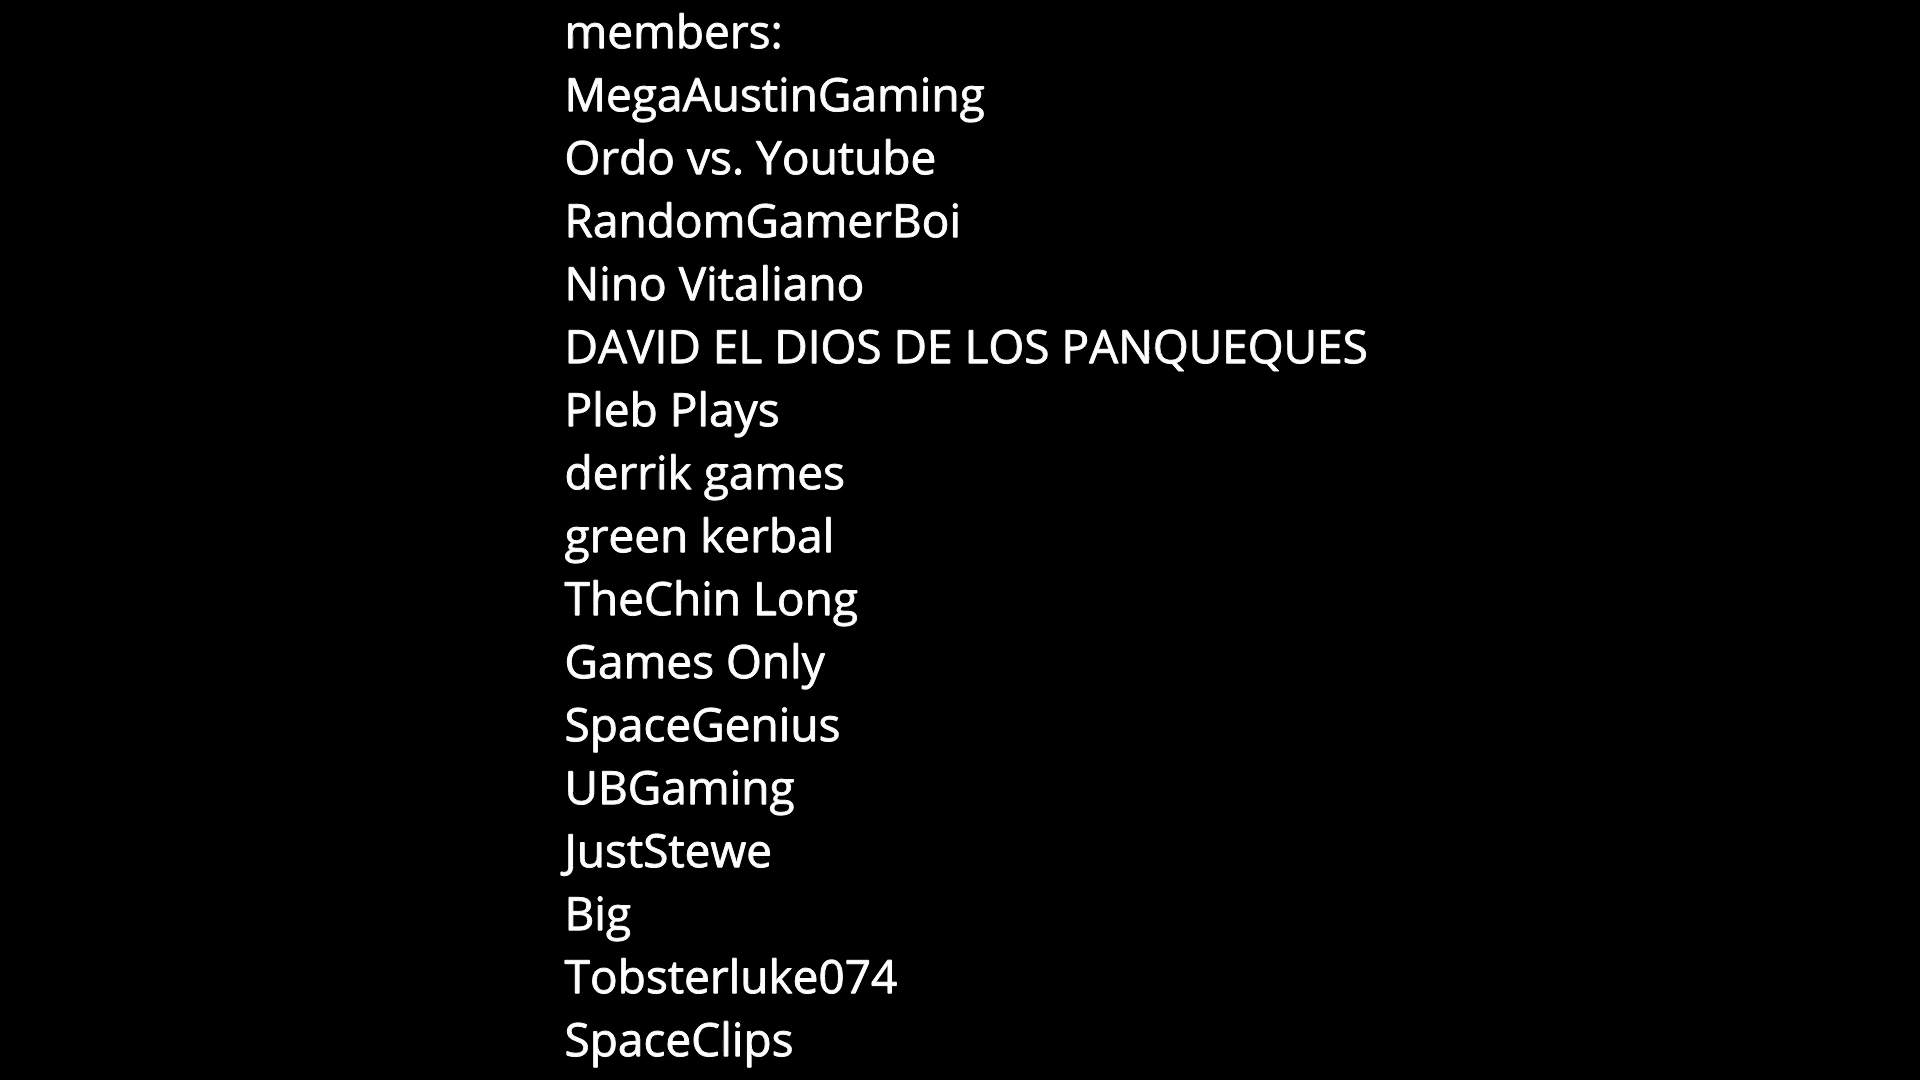 members:
MegaAustinGaming
Ordo vs. Youtube
RandomGamerBoi
Nino Vitaliano
DAVID EL DIOS DE LOS PANQUEQUES
Pleb Plays
derrik games
green kerbal
TheChin Long
Games Only
SpaceGenius
UBGaming
JustStewe
Big
Tobsterluke074
SpaceClips